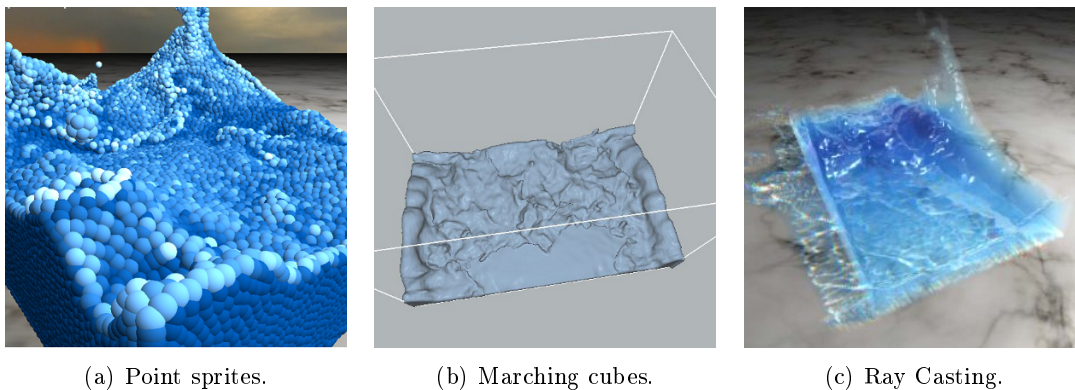 (a) Point sprites.
(b) Marching cubes.
(c) Ray Casting.